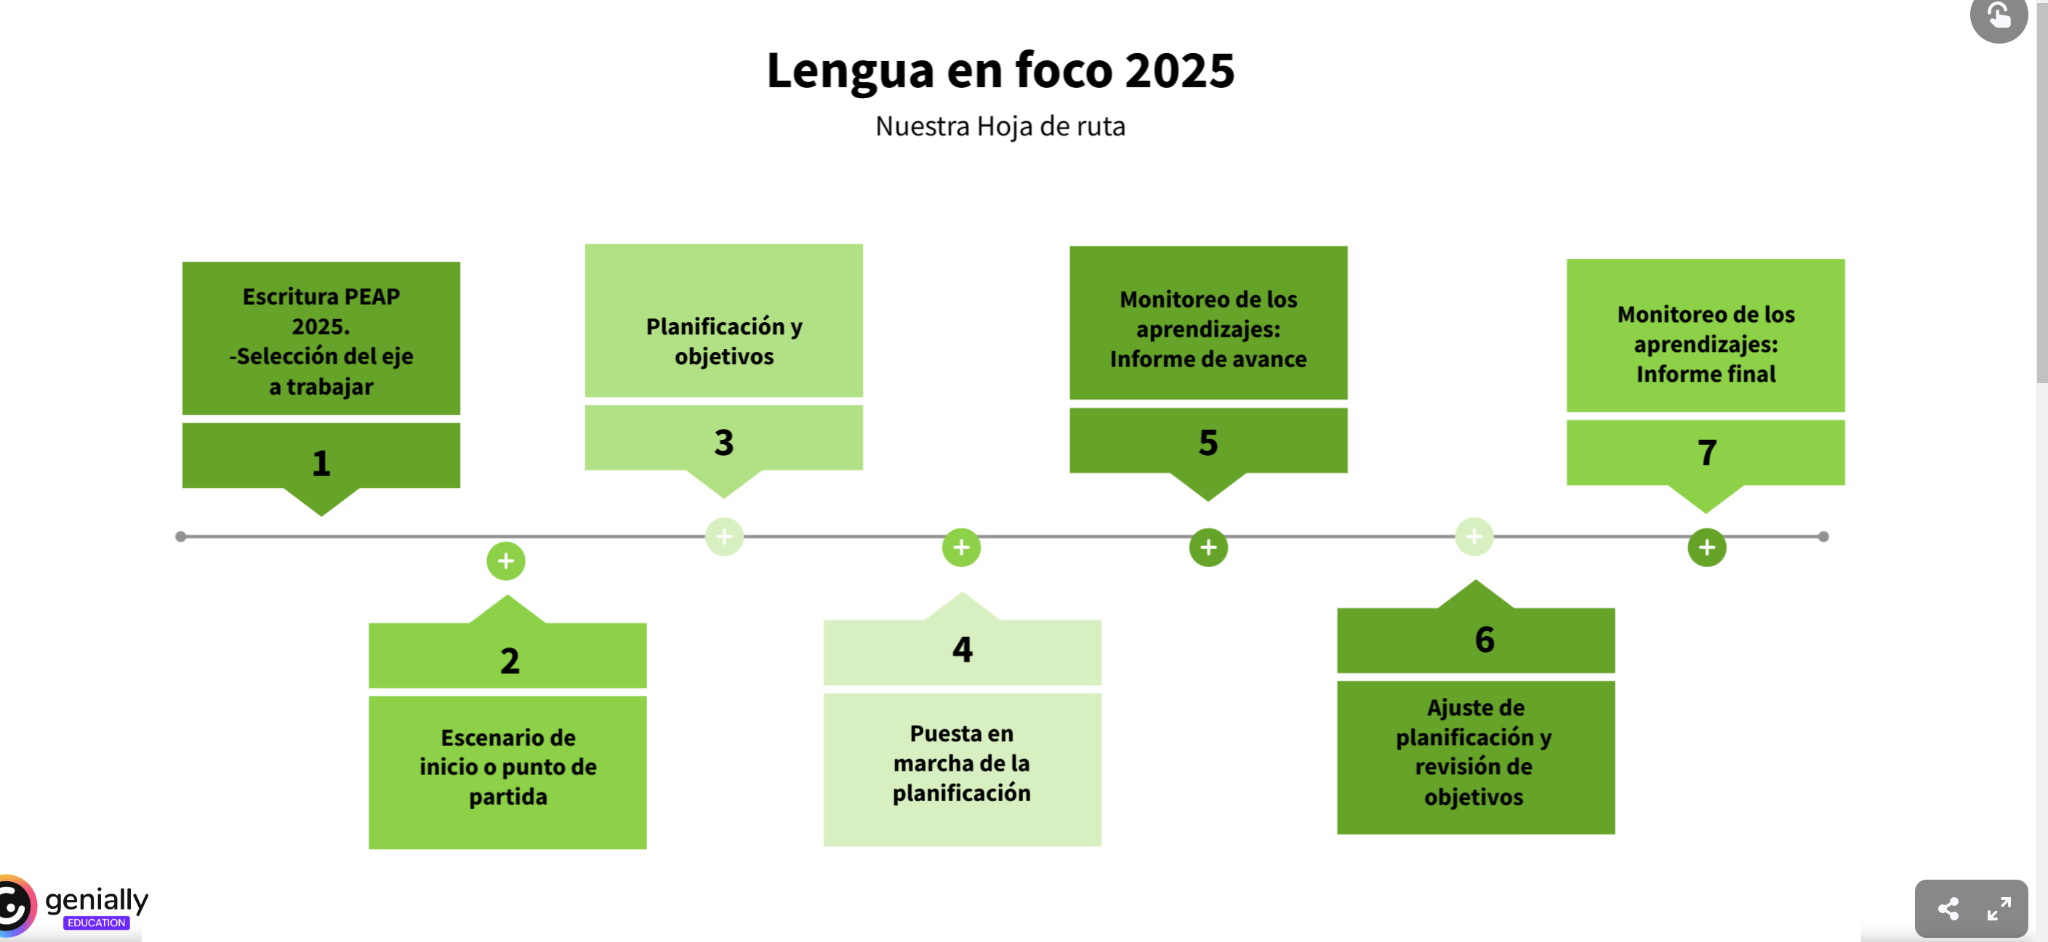 Lengua en foco 2025
Nuestra Hoja de ruta
Escritura PEAP
2025.
-Selección del eje
a trabajar
1
2
Escenario de
inicio o punto de
partida
Planificación y
objetivos
3
4
Puesta en
marcha de la
planificación
Monitoreo de los
aprendizajes:
Informe de avance
5
6
Ajuste de
planificación y
revisión de
objetivos
Monitoreo de los
aprendizajes:
Informe final
7
genially
EDUCATION